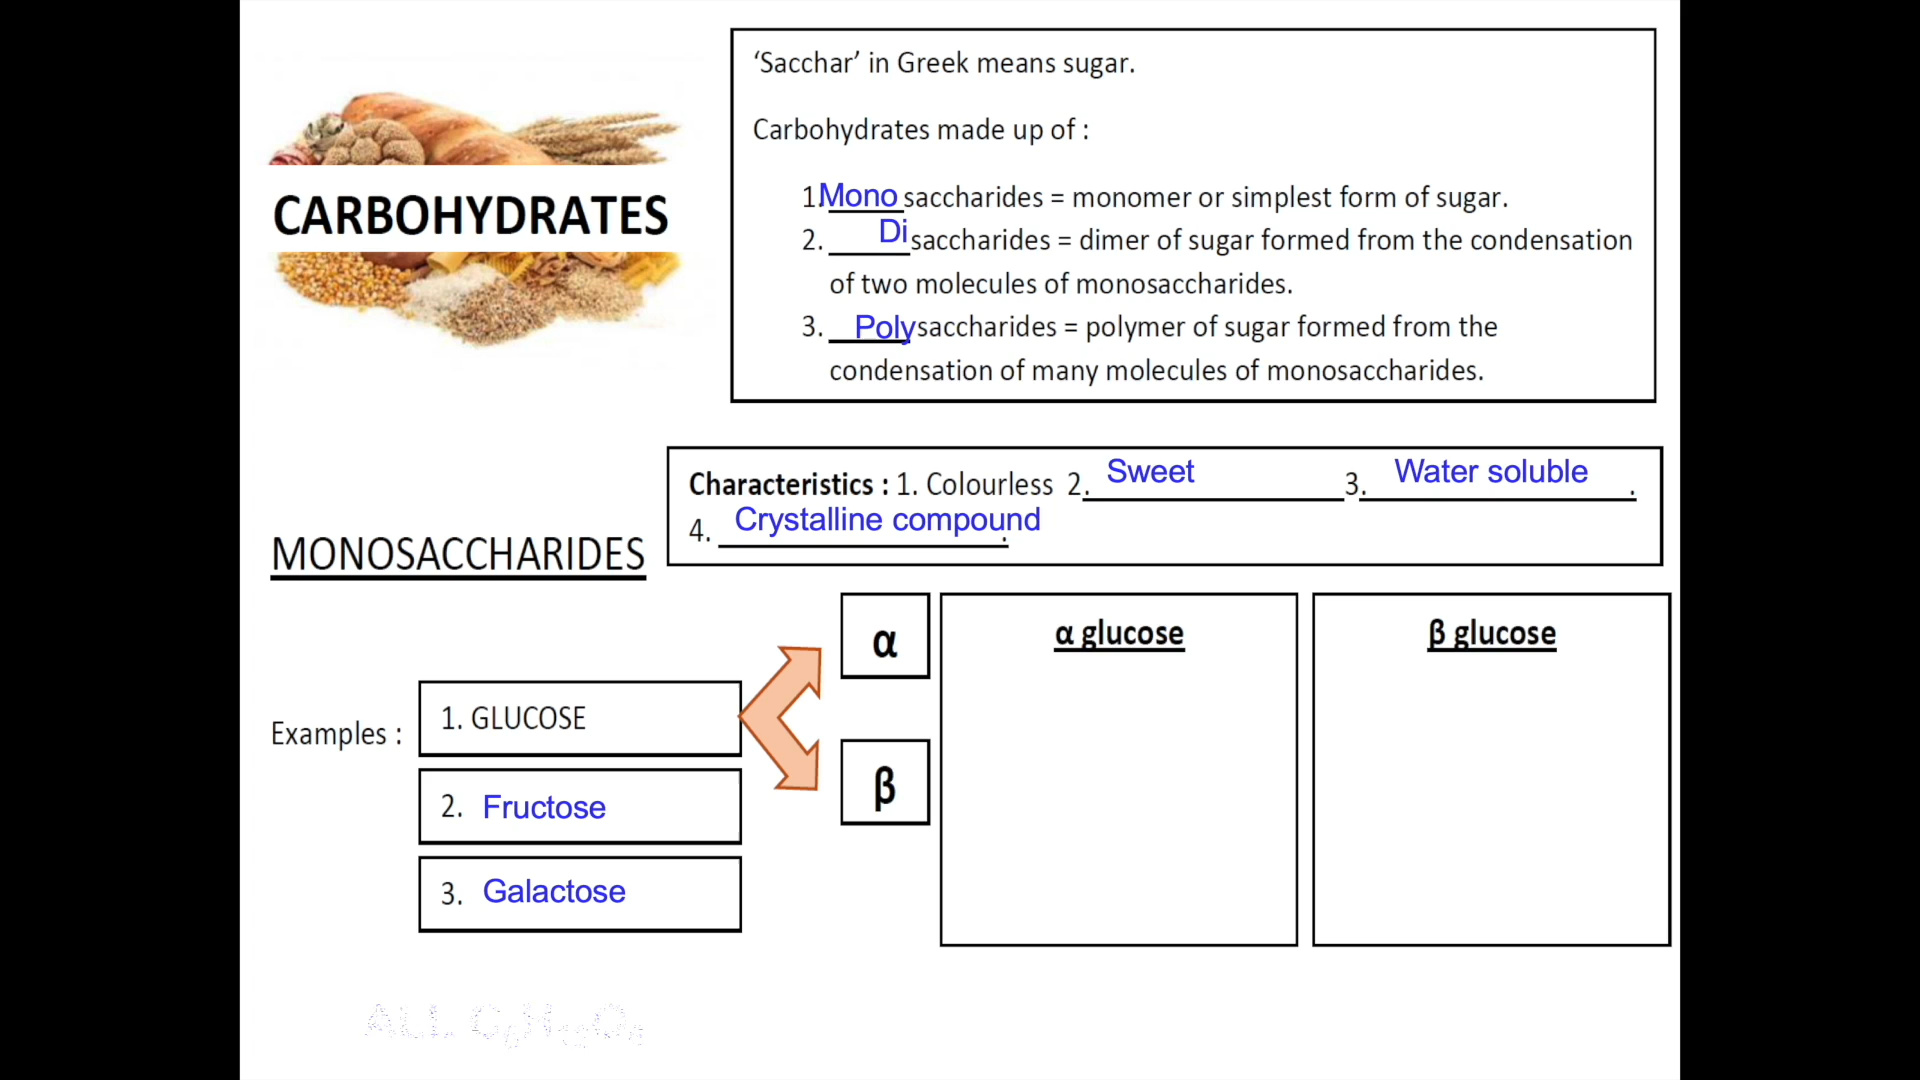 ‘Sacchar’ in Greek means sugar.
Carbohydrates made up of :
CARBOHYDRATES
1. Mono saccharides = monomer or simplest form of sugar.
2. Di saccharides = dimer of sugar formed from the condensation
of two molecules of monosaccharides.
3. Poly saccharides = polymer of sugar formed from the
condensation of many molecules of monosaccharides.
Characteristics : 1. Colourless 2. Sweet 3. Water soluble.
4. Crystalline compound.
MONOSACCHARIDES
α
α glucose
β glucose
Examples :
1. GLUCOSE
β
2. Fructose
3. Galactose
ALL C₆H₁₂O₆